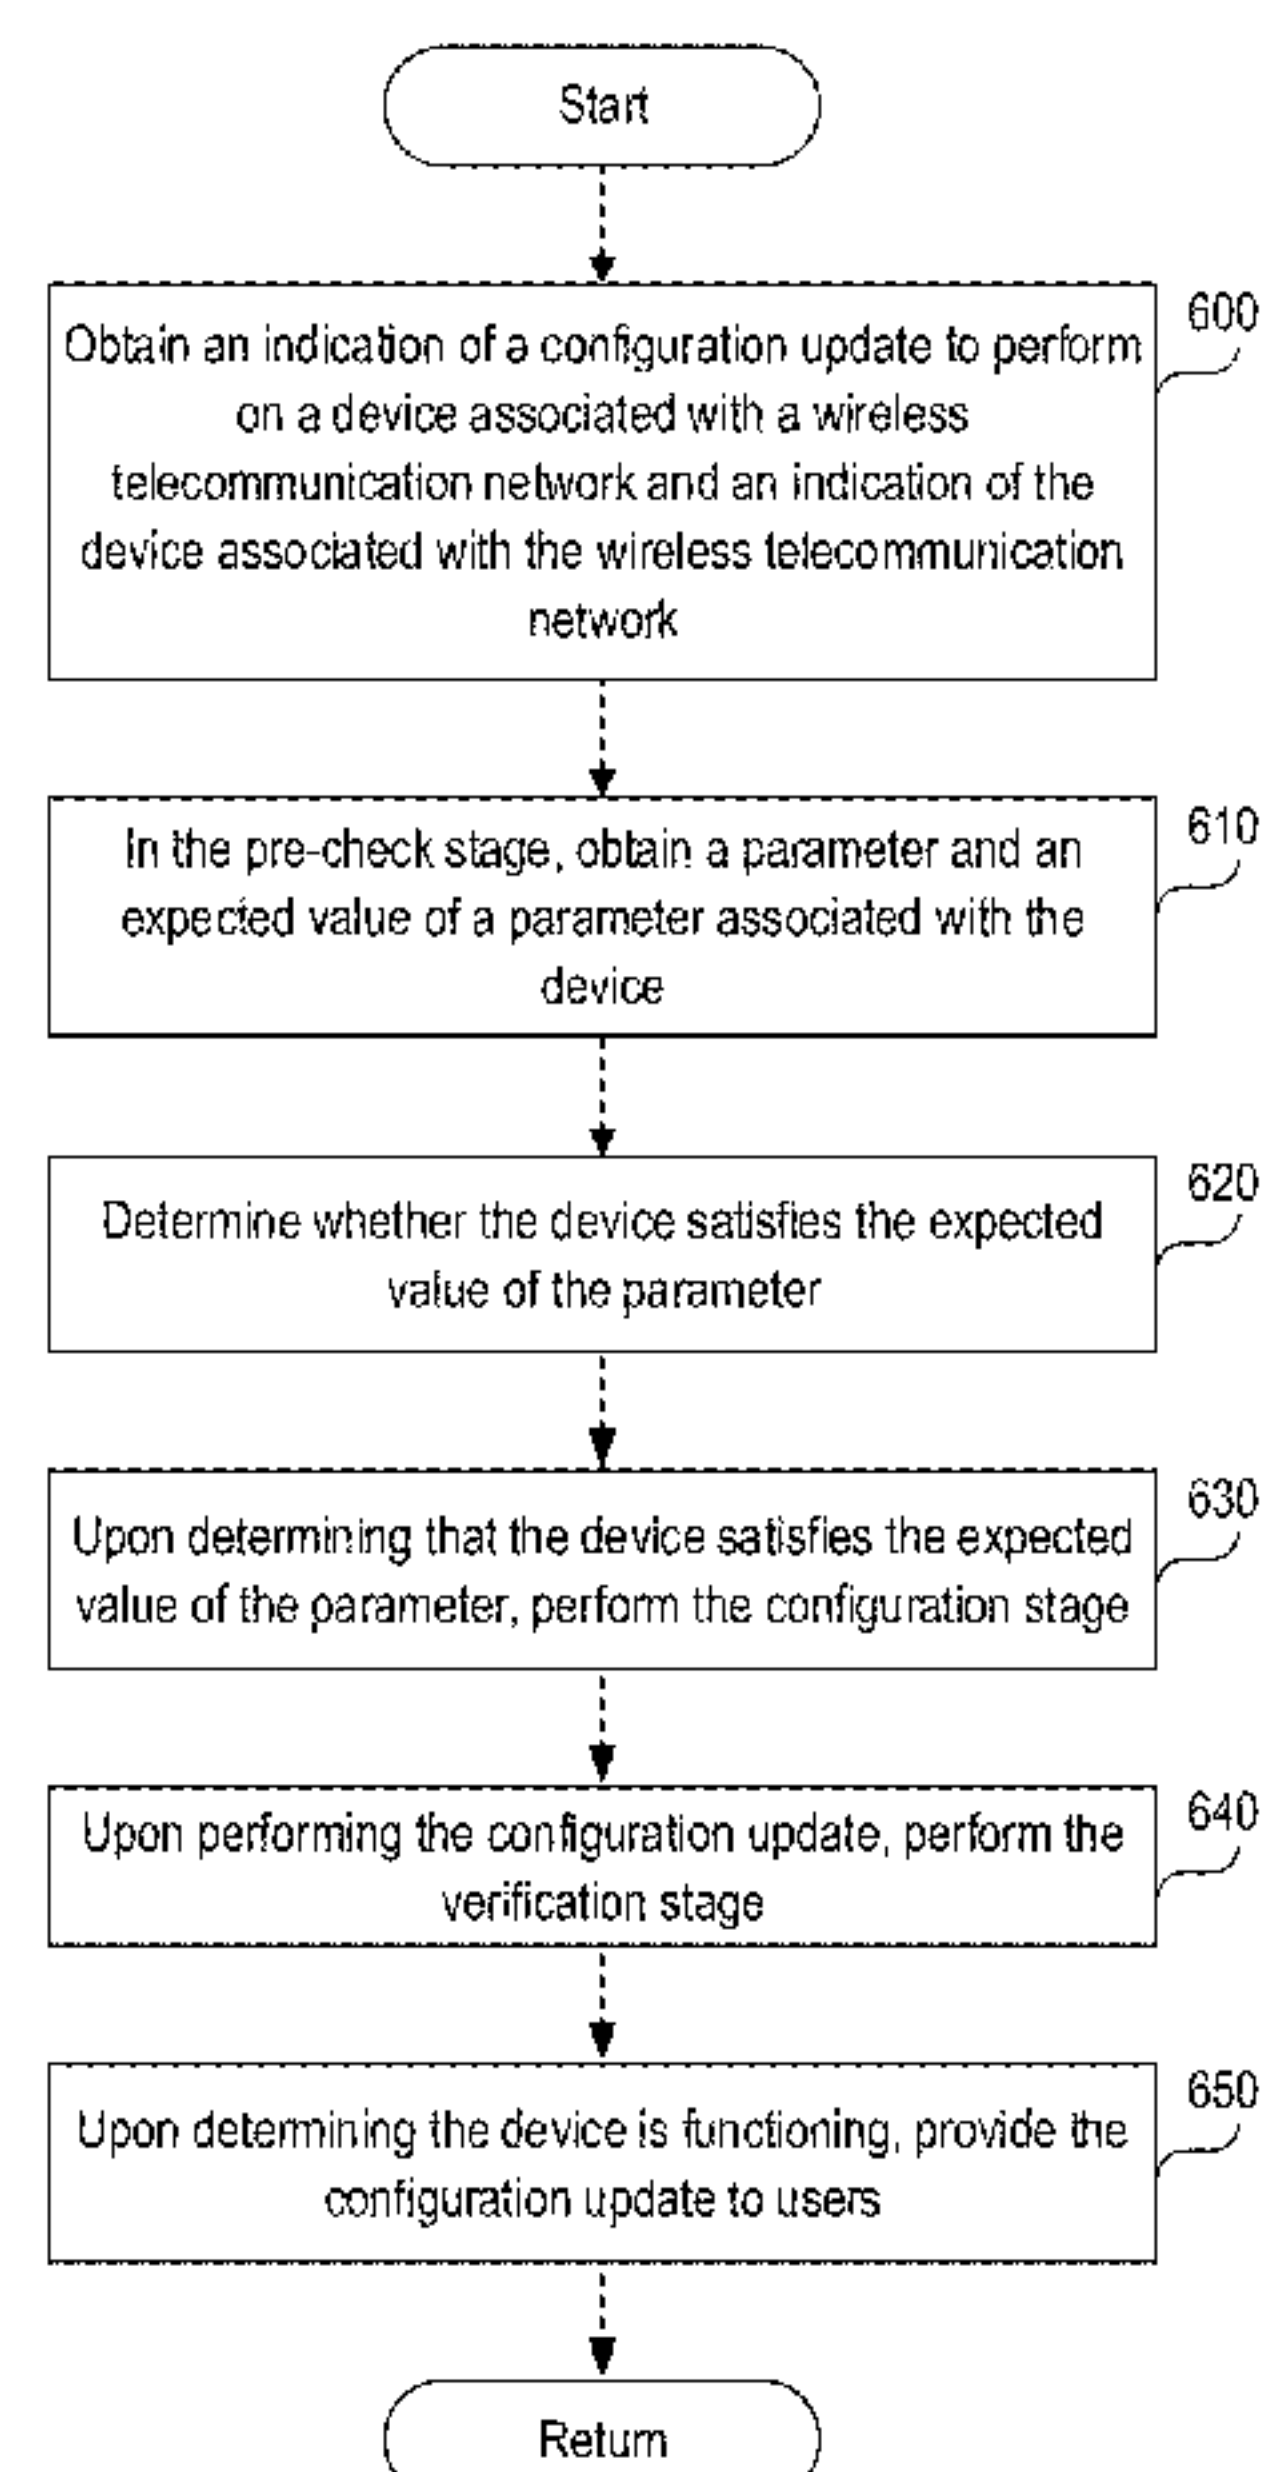 Start
600
Obtain an indication of a configuration update to perform
on a device associated with a wireless
telecommunication network and an indication of the
device associated with the wireless telecommunication
network
610
In the pre-check stage, obtain a parameter and an
expected value of a parameter associated with the
device
620
Determine whether the device satisfies the expected
value of the parameter
630
Upon determining that the device satisfies the expected
value of the parameter, perform the configuration stage
640
Upon performing the configuration update, perform the
verification stage
650
Upon determining the device is functioning, provide the
configuration update to users
Return